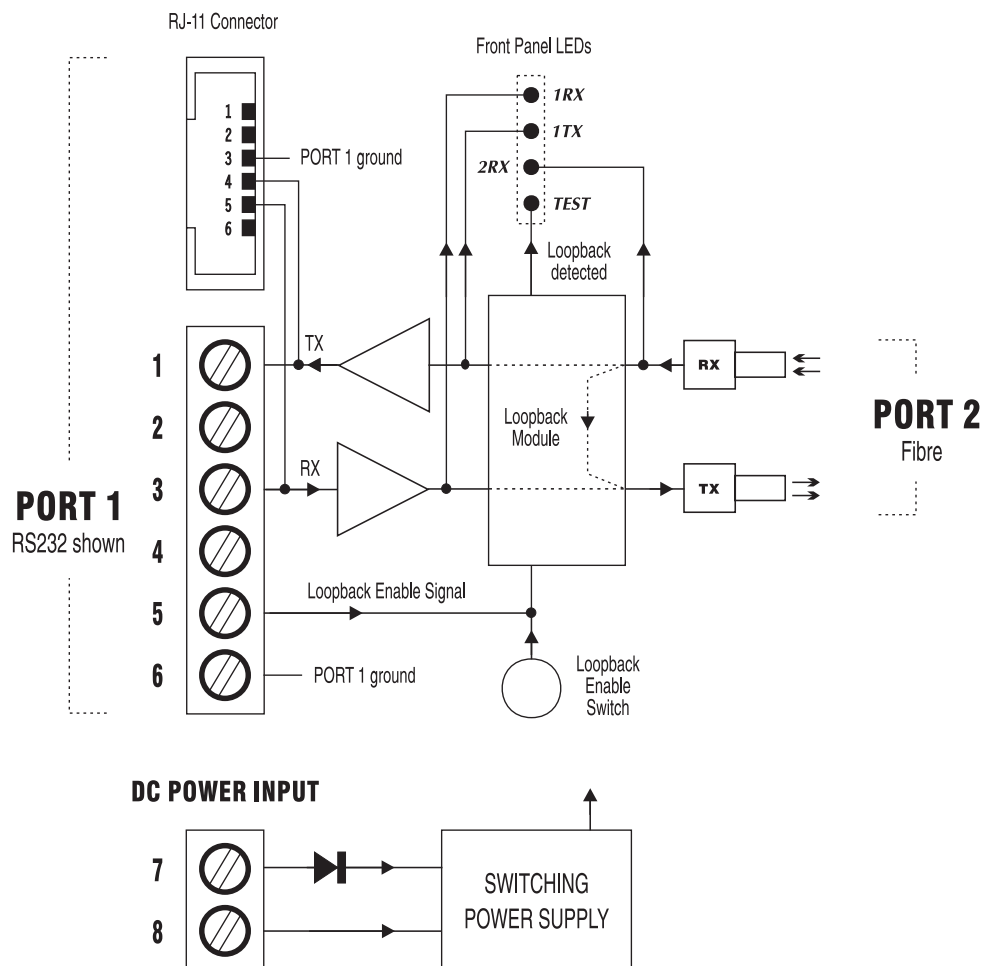 RJ-11 Connector
Front Panel LEDs
1
2
3
4
5
6
PORT 1 ground
1RX
1TX
2RX
TEST
Loopback
detected
TX
RX
Loopback
Module
RX
TX
PORT 2
Fibre
PORT 1
RS232 shown
1
2
3
4
5
6
Loopback Enable Signal
PORT 1 ground
Loopback
Enable
Switch
DC POWER INPUT
7
8
SWITCHING
POWER SUPPLY